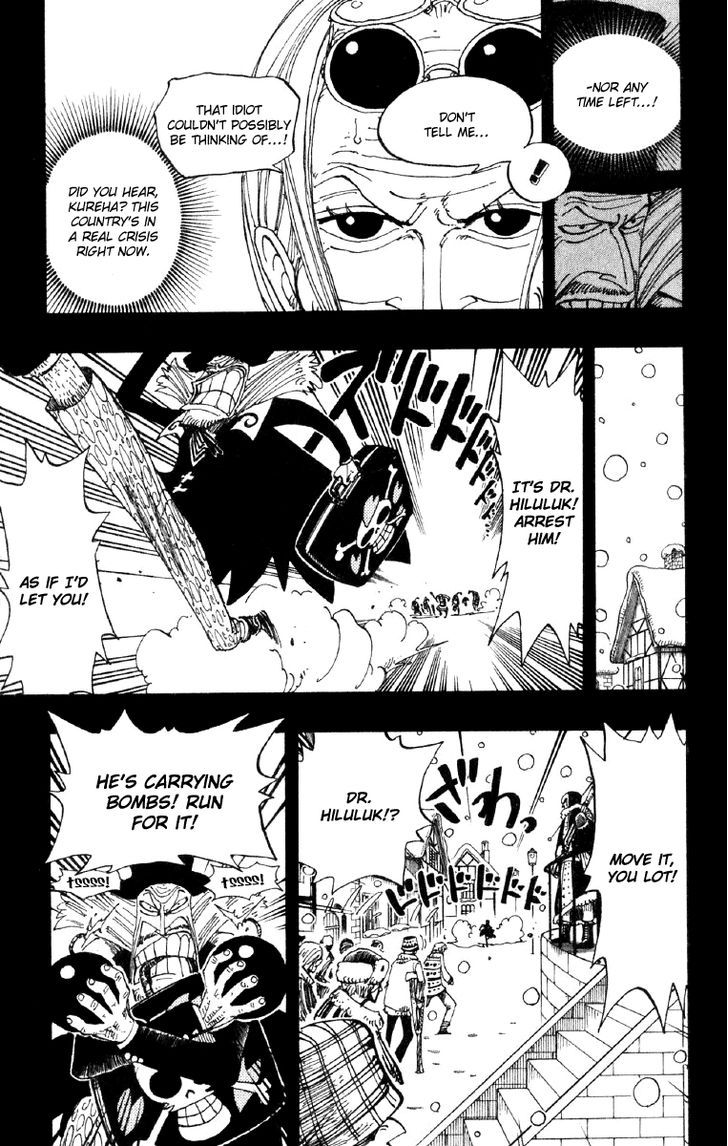 -NOR ANY
TIME LEFT...!
!
DON'T
TELL ME...
THAT IDIOT
COULDN'T POSSIBLY
BE THINKING OF...!
DID YOU HEAR,
KUREHA? THIS
COUNTRY'S IN
A REAL CRISIS
RIGHT NOW.
IT'S DR.
HILULUK!
ARREST
HIM!
AS IF I'D
LET YOU!
MOVE IT,
YOU LOT!
ざわっ
ドドドドドド
DR.
HILULUK!?
HE'S CARRYING
BOMBS! RUN
FOR IT!